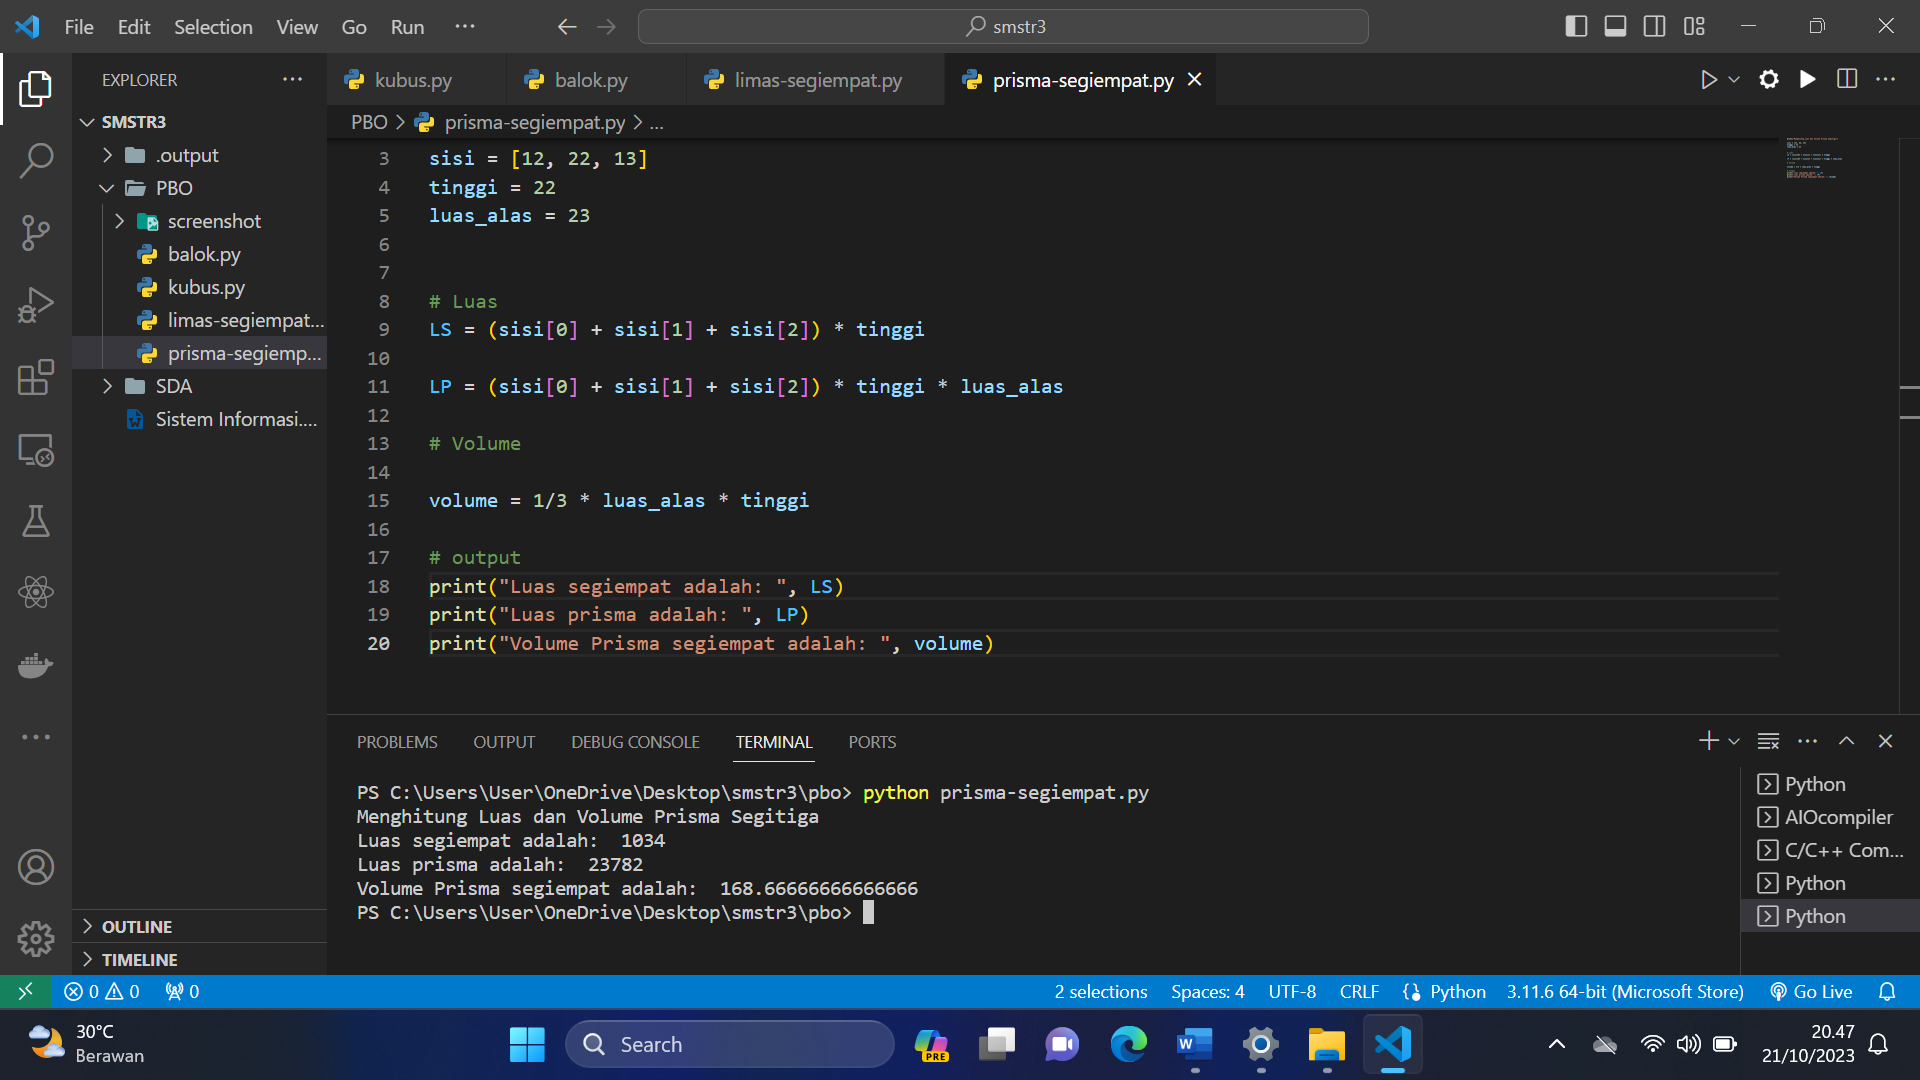 File Edit Selection View Go Run ···
smstr3
EXPLORER
SMSTR3
.output
PBO
screenshot
balok.py
kubus.py
limas-segiempat...
prisma-segiemp...
SDA
Sistem Informasi....
OUTLINE
TIMELINE
kubus.py balok.py limas-segiempat.py prisma-segiempat.py
PBO > prisma-segiempat.py > ...
3 sisi = [12, 22, 13]
4 tinggi = 22
5 luas_alas = 23
6
7
8 # Luas
9 LS = (sisi[0] + sisi[1] + sisi[2]) * tinggi
10
11 LP = (sisi[0] + sisi[1] + sisi[2]) * tinggi * luas_alas
12
13 # Volume
14
15 volume = 1/3 * luas_alas * tinggi
16
17 # output
18 print("Luas segiempat adalah: ", LS)
19 print("Luas prisma adalah: ", LP)
20 print("Volume Prisma segiempat adalah: ", volume)
PROBLEMS OUTPUT DEBUG CONSOLE TERMINAL PORTS
PS C:\Users\User\OneDrive\Desktop\smstr3\pbo> python prisma-segiempat.py
Menghitung Luas dan Volume Prisma Segitiga
Luas segiempat adalah:  1034
Luas prisma adalah:  23782
Volume Prisma segiempat adalah:  168.66666666666666
PS C:\Users\User\OneDrive\Desktop\smstr3\pbo>
Python
AIOcompiler
C/C++ Com...
Python
Python
0 0 0 2 selections Spaces: 4 UTF-8 CRLF Python 3.11.6 64-bit (Microsoft Store) Go Live
30°C
Berawan
Search
PRE
20.47
21/10/2023